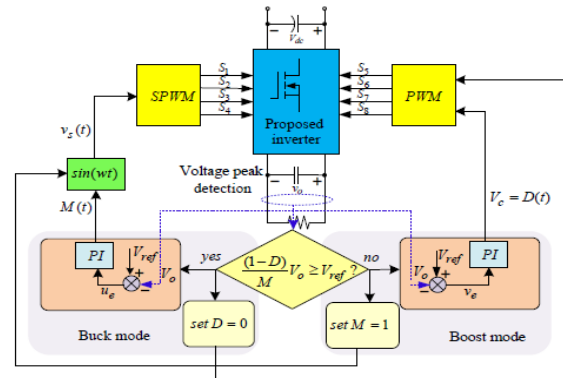 − V_dc +
S_1
S_2
S_3
S_4
SPWM
Proposed
inverter
S_5
S_6
S_7
S_8
PWM
v_s(t)
sin(wt)
M(t)
Voltage peak
detection
− v_o +
V_c = D(t)
PI
V_ref
+
−
u_e
V_o
Buck mode
yes
(1−D)/M V_o ≥ V_ref ?
no
set D = 0
set M = 1
V_o
V_ref
+
−
v_e
PI
Boost mode